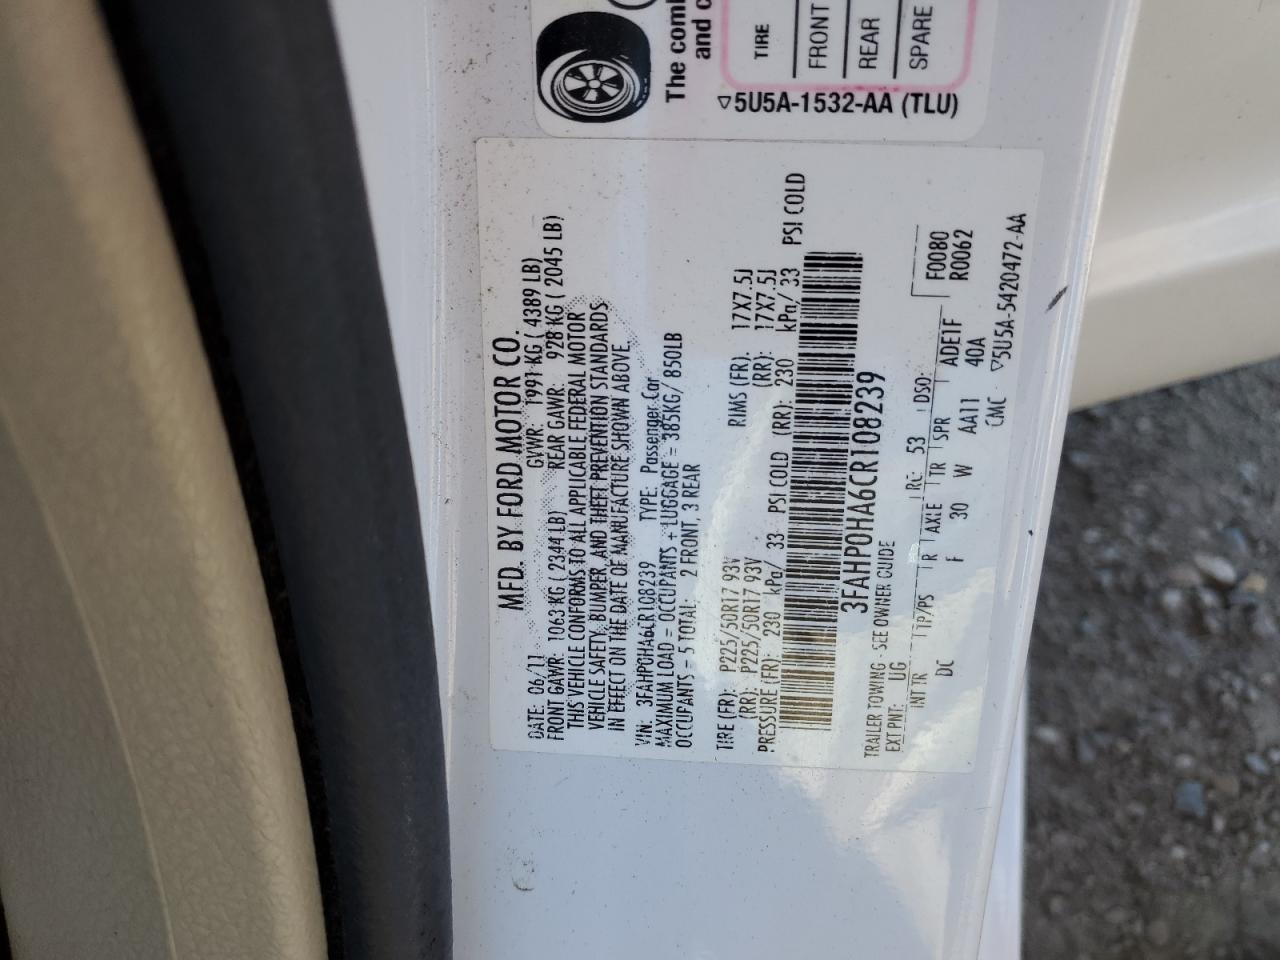 The comb
and c
TIRE
FRONT
REAR
SPARE
5U5A-1532-AA (TLU)
MFD. BY FORD MOTOR CO.
DATE: 06/11 GVWR: 1991 KG ( 4389 LB)
FRONT GAWR: 1063 KG ( 2344 LB) REAR GAWR: 928 KG ( 2045 LB)
THIS VEHICLE CONFORMS TO ALL APPLICABLE FEDERAL MOTOR
VEHICLE SAFETY, BUMPER, AND THEFT PREVENTION STANDARDS
IN EFFECT ON THE DATE OF MANUFACTURE SHOWN ABOVE.
VIN: 3FAHP0HA6CR108239 TYPE: Passenger Car
MAXIMUM LOAD = OCCUPANTS + LUGGAGE = 385KG/ 850LB
OCCUPANTS = 5 TOTAL: 2 FRONT, 3 REAR
TIRE (FR): P225/50R17 93V RIMS (FR): 17X7.5J
(RR): P225/50R17 93V (RR): 17X7.5J
PRESSURE (FR): 230 kPa/ 33 PSI COLD (RR): 230 kPa/ 33 PSI COLD
3FAHP0HA6CR108239
TRAILER TOWING - SEE OWNER GUIDE
EXT PNT: UG RC: 53 DSO: F0080
R0062
INT TR TP/PS R AXLE TR SPR ADE1F
DC F 30 W AA11 40A
CMC 5U5A-5420472-AA